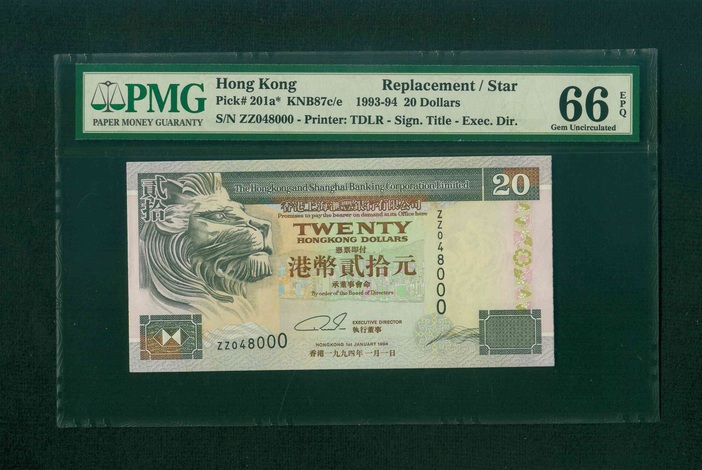 PMG
PAPER MONEY GUARANTY
Hong Kong Replacement / Star
Pick# 201a* KNB87c/e 1993-94 20 Dollars
S/N ZZ048000 - Printer: TDLR - Sign. Title - Exec. Dir.
66 EPQ
Gem Uncirculated
貳拾
The Hongkong and Shanghai Banking Corporation Limited
20
香港上海滙豐銀行有限公司
Promises to pay the bearer on demand at its Office here
TWENTY
HONGKONG DOLLARS
憑票即付
港幣貳拾元
承董事會命
By order of the Board of Directors
ZZ048000
EXECUTIVE DIRECTOR
執行董事
ZZ048000
HONGKONG 1st JANUARY 1994
香港一九九四年一月一日